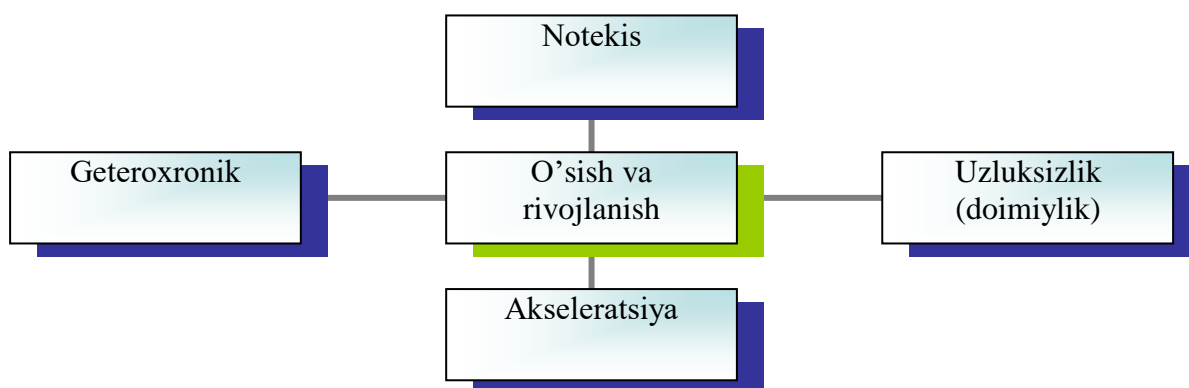 Notekis
Geteroxronik
O’sish va
rivojlanish
Uzluksizlik
(doimiylik)
Akseleratsiya